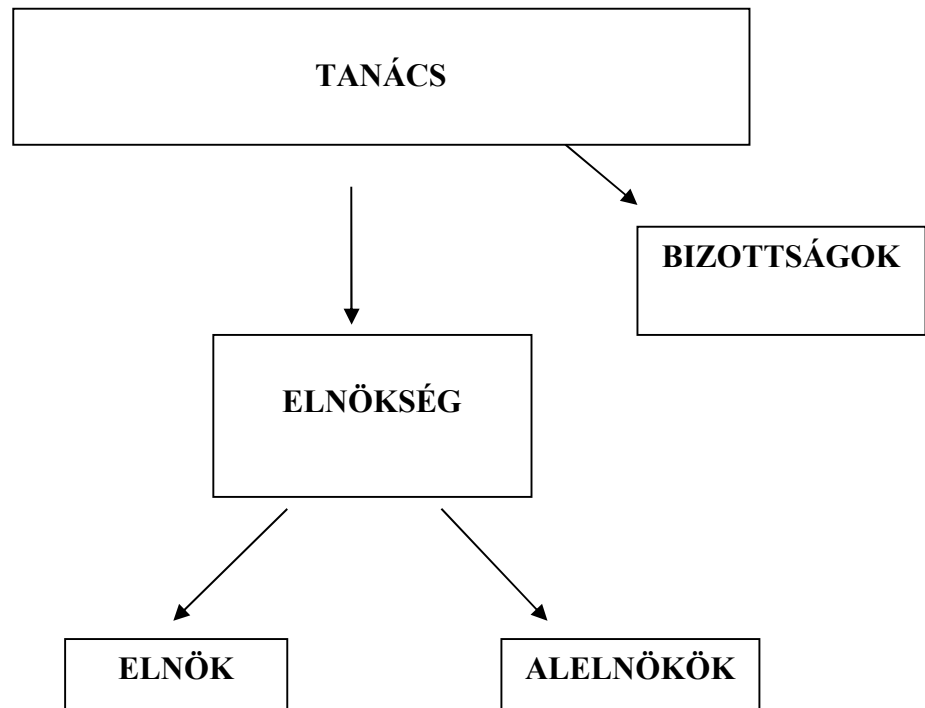 TANÁCS
BIZOTTSÁGOK
ELNÖKSÉG
ELNÖK
ALELNÖKÖK